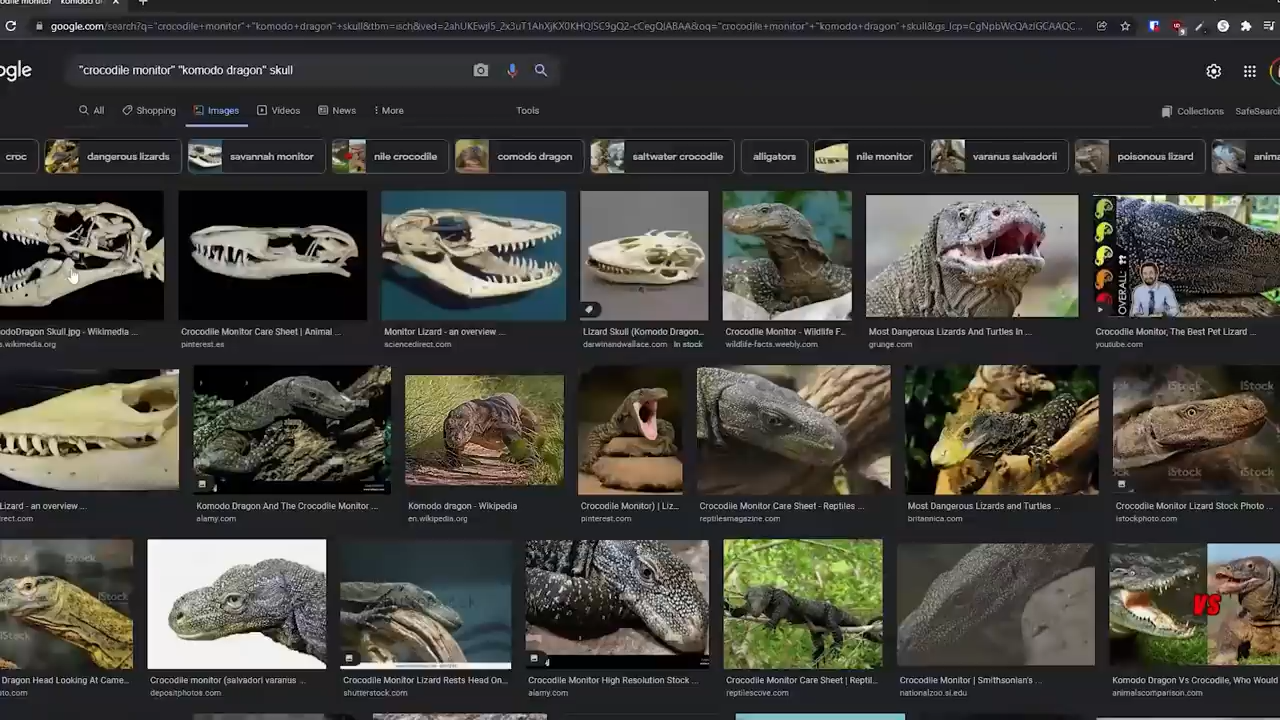 google.com/search?q="crocodile+monitor"+"komodo+dragon"+skull&tbm=isch&ved=2ahUKEwjI5_2x3uT1AhXjKX0KHQISC9gQ2-cCegQIABAA&oq="crocodile+monitor"+"komodo+dragon"+skull&gs_lcp=CgNpbWcQAziGCAAQC...
"crocodile monitor" "komodo dragon" skull
All Shopping Images Videos News More Tools Collections
croc dangerous lizards savannah monitor nile crocodile comodo dragon saltwater crocodile alligators nile monitor varanus salvadorii poisonous lizard
OVERALL:
Skull.jpg - Wikimedia ... Crocodile Monitor Care Sheet | Animal ... Monitor Lizard - an overview ... Lizard Skull (Komodo Dragon... Crocodile Monitor - Wildlife F... Most Dangerous Lizards And Turtles In ... Crocodile Monitor, The Best Pet Lizard ...
s.wikimedia.org pinterest.es sciencedirect.com darwinandwallace.com In stock wildlife-facts.weebly.com grunge.com youtube.com
iStock
iStock iStock
Lizard - an overview ... Komodo Dragon And The Crocodile Monitor ... Komodo dragon - Wikipedia Crocodile Monitor) | Liz... Crocodile Monitor Care Sheet - Reptiles ... Most Dangerous Lizards and Turtles ... Crocodile Monitor Lizard Stock Photo ...
rect.com alamy.com en.wikipedia.org pinterest.com reptilesmagazine.com britannica.com istockphoto.com
iStock
iStock
VS
Dragon Head Looking At Came... Crocodile monitor (salvadori varanus ... Crocodile Monitor Lizard Rests Head On... Crocodile Monitor High Resolution Stock ... Crocodile Monitor Care Sheet | Reptil... Crocodile Monitor | Smithsonian's ... Komodo Dragon Vs Crocodile, Who Would
oto.com depositphotos.com shutterstock.com alamy.com reptilescove.com nationalzoo.si.edu animalscomparison.com